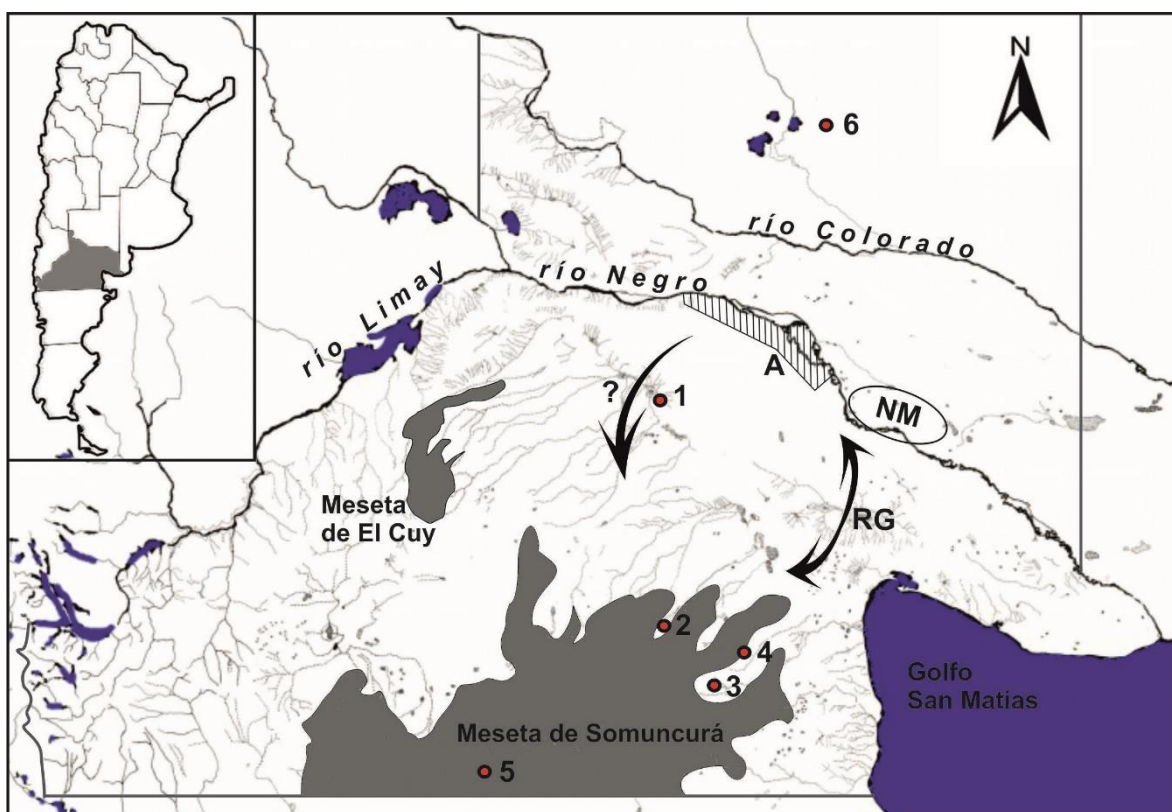 N
6
río Colorado
río Negro
río Limay
A
?
1
NM
RG
Meseta
de El Cuy
2
4
3
Golfo
San Matias
Meseta de Somuncurá
5